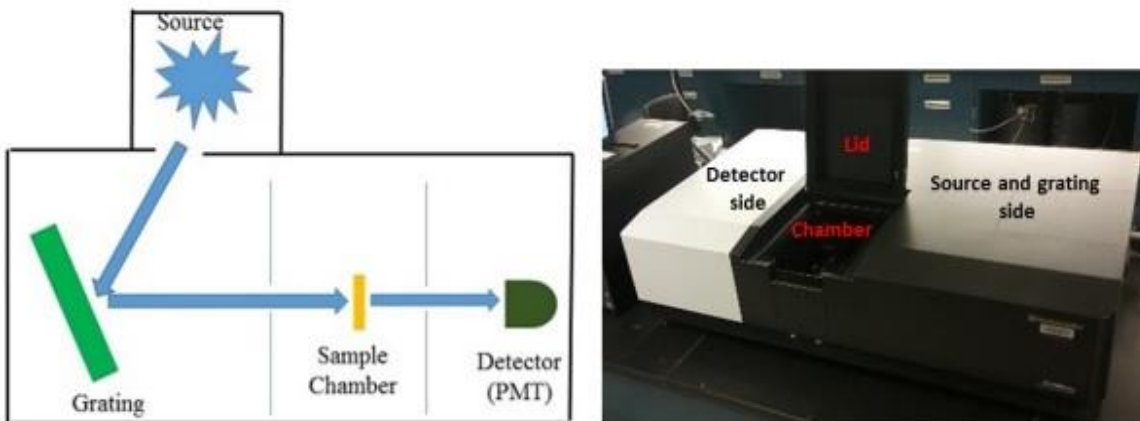 Source
Grating
Sample
Chamber
Detector
(PMT)
Lid
Detector
side
Chamber
Source and grating
side